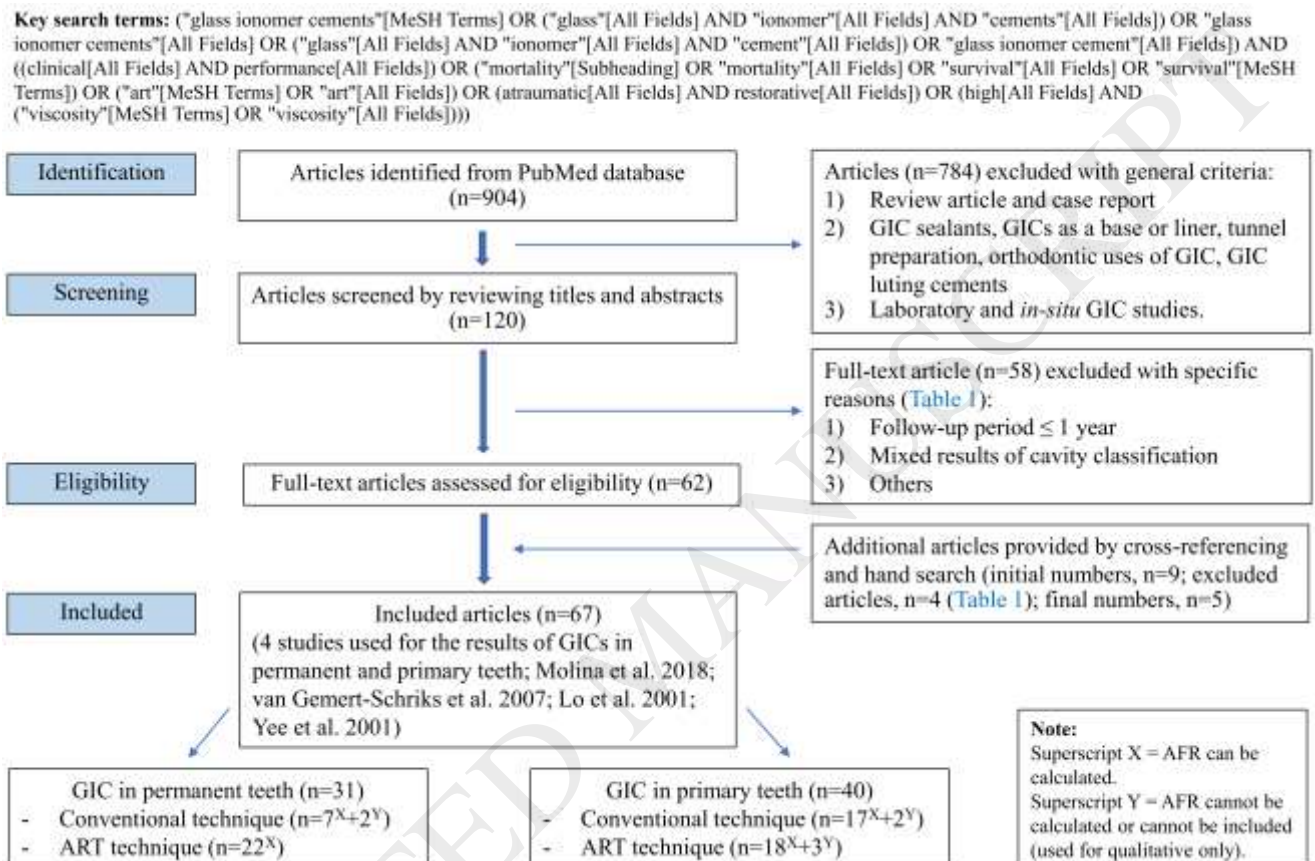 Key search terms: ("glass ionomer cements"[MeSH Terms] OR ("glass"[All Fields] AND "ionomer"[All Fields] AND "cements"[All Fields]) OR "glass
ionomer cements"[All Fields] OR ("glass"[All Fields] AND "ionomer"[All Fields] AND "cement"[All Fields]) OR "glass ionomer cement"[All Fields]) AND
((clinical[All Fields] AND performance[All Fields]) OR ("mortality"[Subheading] OR "mortality"[All Fields] OR "survival"[All Fields] OR "survival"[MeSH
Terms]) OR ("art"[MeSH Terms] OR "art"[All Fields]) OR (atraumatic[All Fields] AND restorative[All Fields]) OR (high[All Fields] AND
("viscosity"[MeSH Terms] OR "viscosity"[All Fields])))
Identification
Articles identified from PubMed database
(n=904)
Articles (n=784) excluded with general criteria:
1) Review article and case report
2) GIC sealants, GICs as a base or liner, tunnel
preparation, orthodontic uses of GIC, GIC
luting cements
3) Laboratory and in-situ GIC studies.
Screening
Articles screened by reviewing titles and abstracts
(n=120)
Full-text article (n=58) excluded with specific
reasons (Table 1):
1) Follow-up period ≤ 1 year
2) Mixed results of cavity classification
3) Others
Eligibility
Full-text articles assessed for eligibility (n=62)
Additional articles provided by cross-referencing
and hand search (initial numbers, n=9; excluded
articles, n=4 (Table 1); final numbers, n=5)
Included
Included articles (n=67)
(4 studies used for the results of GICs in
permanent and primary teeth; Molina et al. 2018;
van Gemert-Schriks et al. 2007; Lo et al. 2001;
Yee et al. 2001)
GIC in permanent teeth (n=31)
- Conventional technique (n=7^X+2^Y)
- ART technique (n=22^X)
GIC in primary teeth (n=40)
- Conventional technique (n=17^X+2^Y)
- ART technique (n=18^X+3^Y)
Note:
Superscript X = AFR can be
calculated.
Superscript Y = AFR cannot be
calculated or cannot be included
(used for qualitative only).
ED MANUSCRIPT